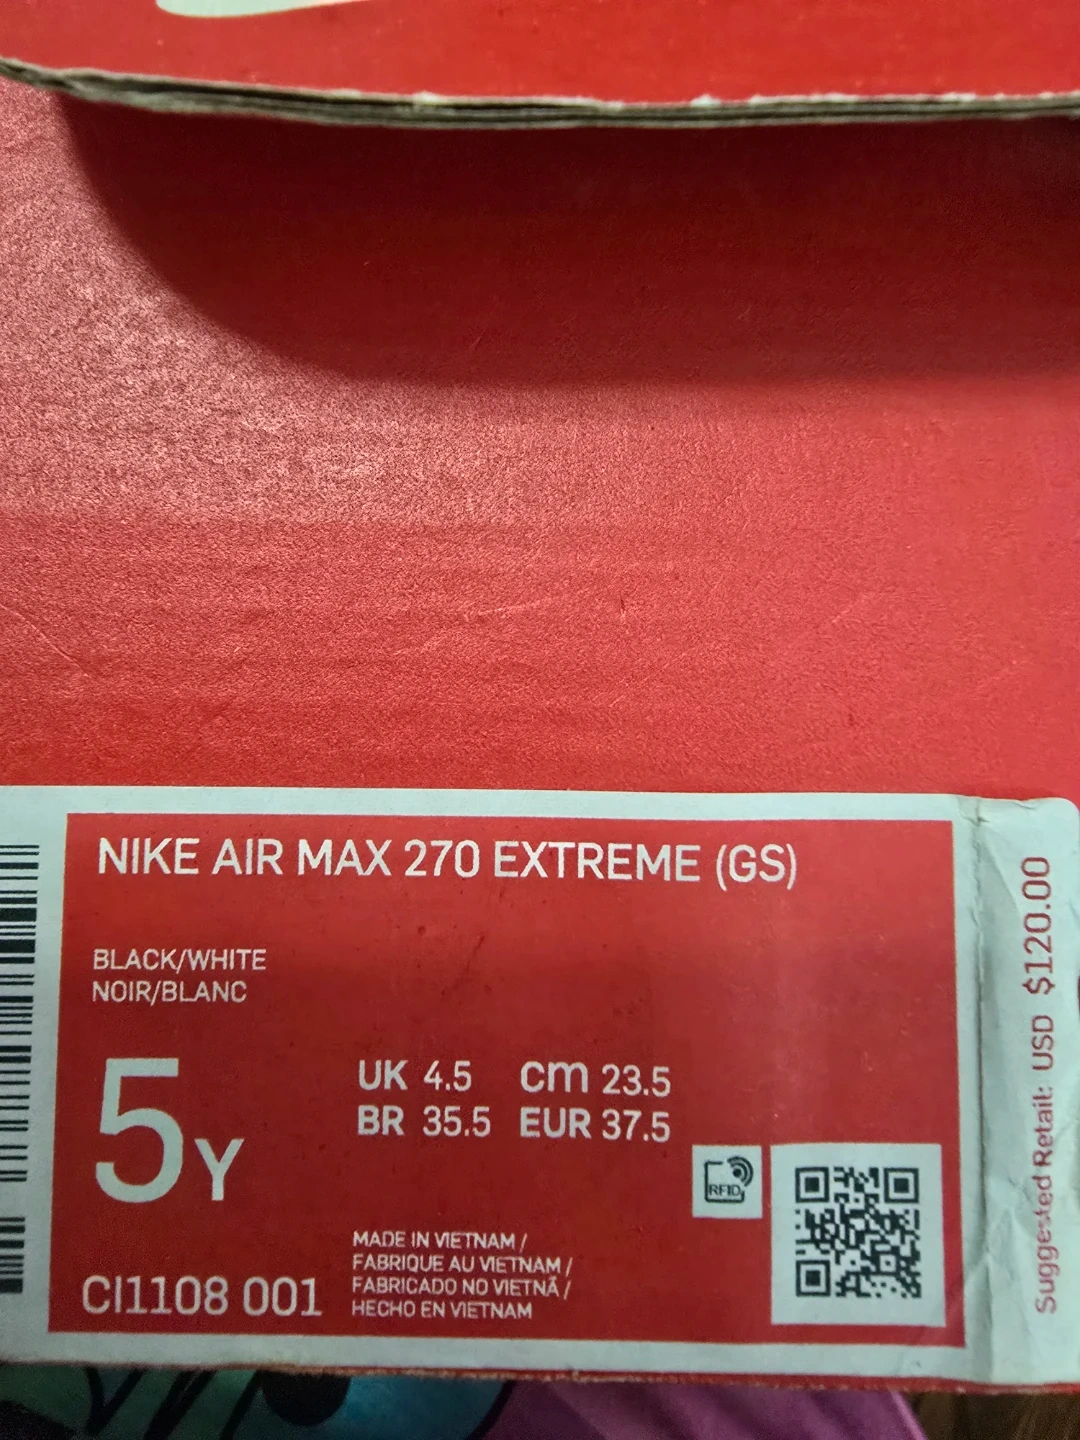 NIKE AIR MAX 270 EXTREME (GS)
BLACK/WHITE
NOIR/BLANC
5Y
UK 4.5 cm 23.5
BR 35.5 EUR 37.5
RFID
MADE IN VIETNAM /
FABRIQUE AU VIETNAM /
FABRICADO NO VIETNÃ /
HECHO EN VIETNAM
CI1108 001
Suggested Retail: USD $120.00